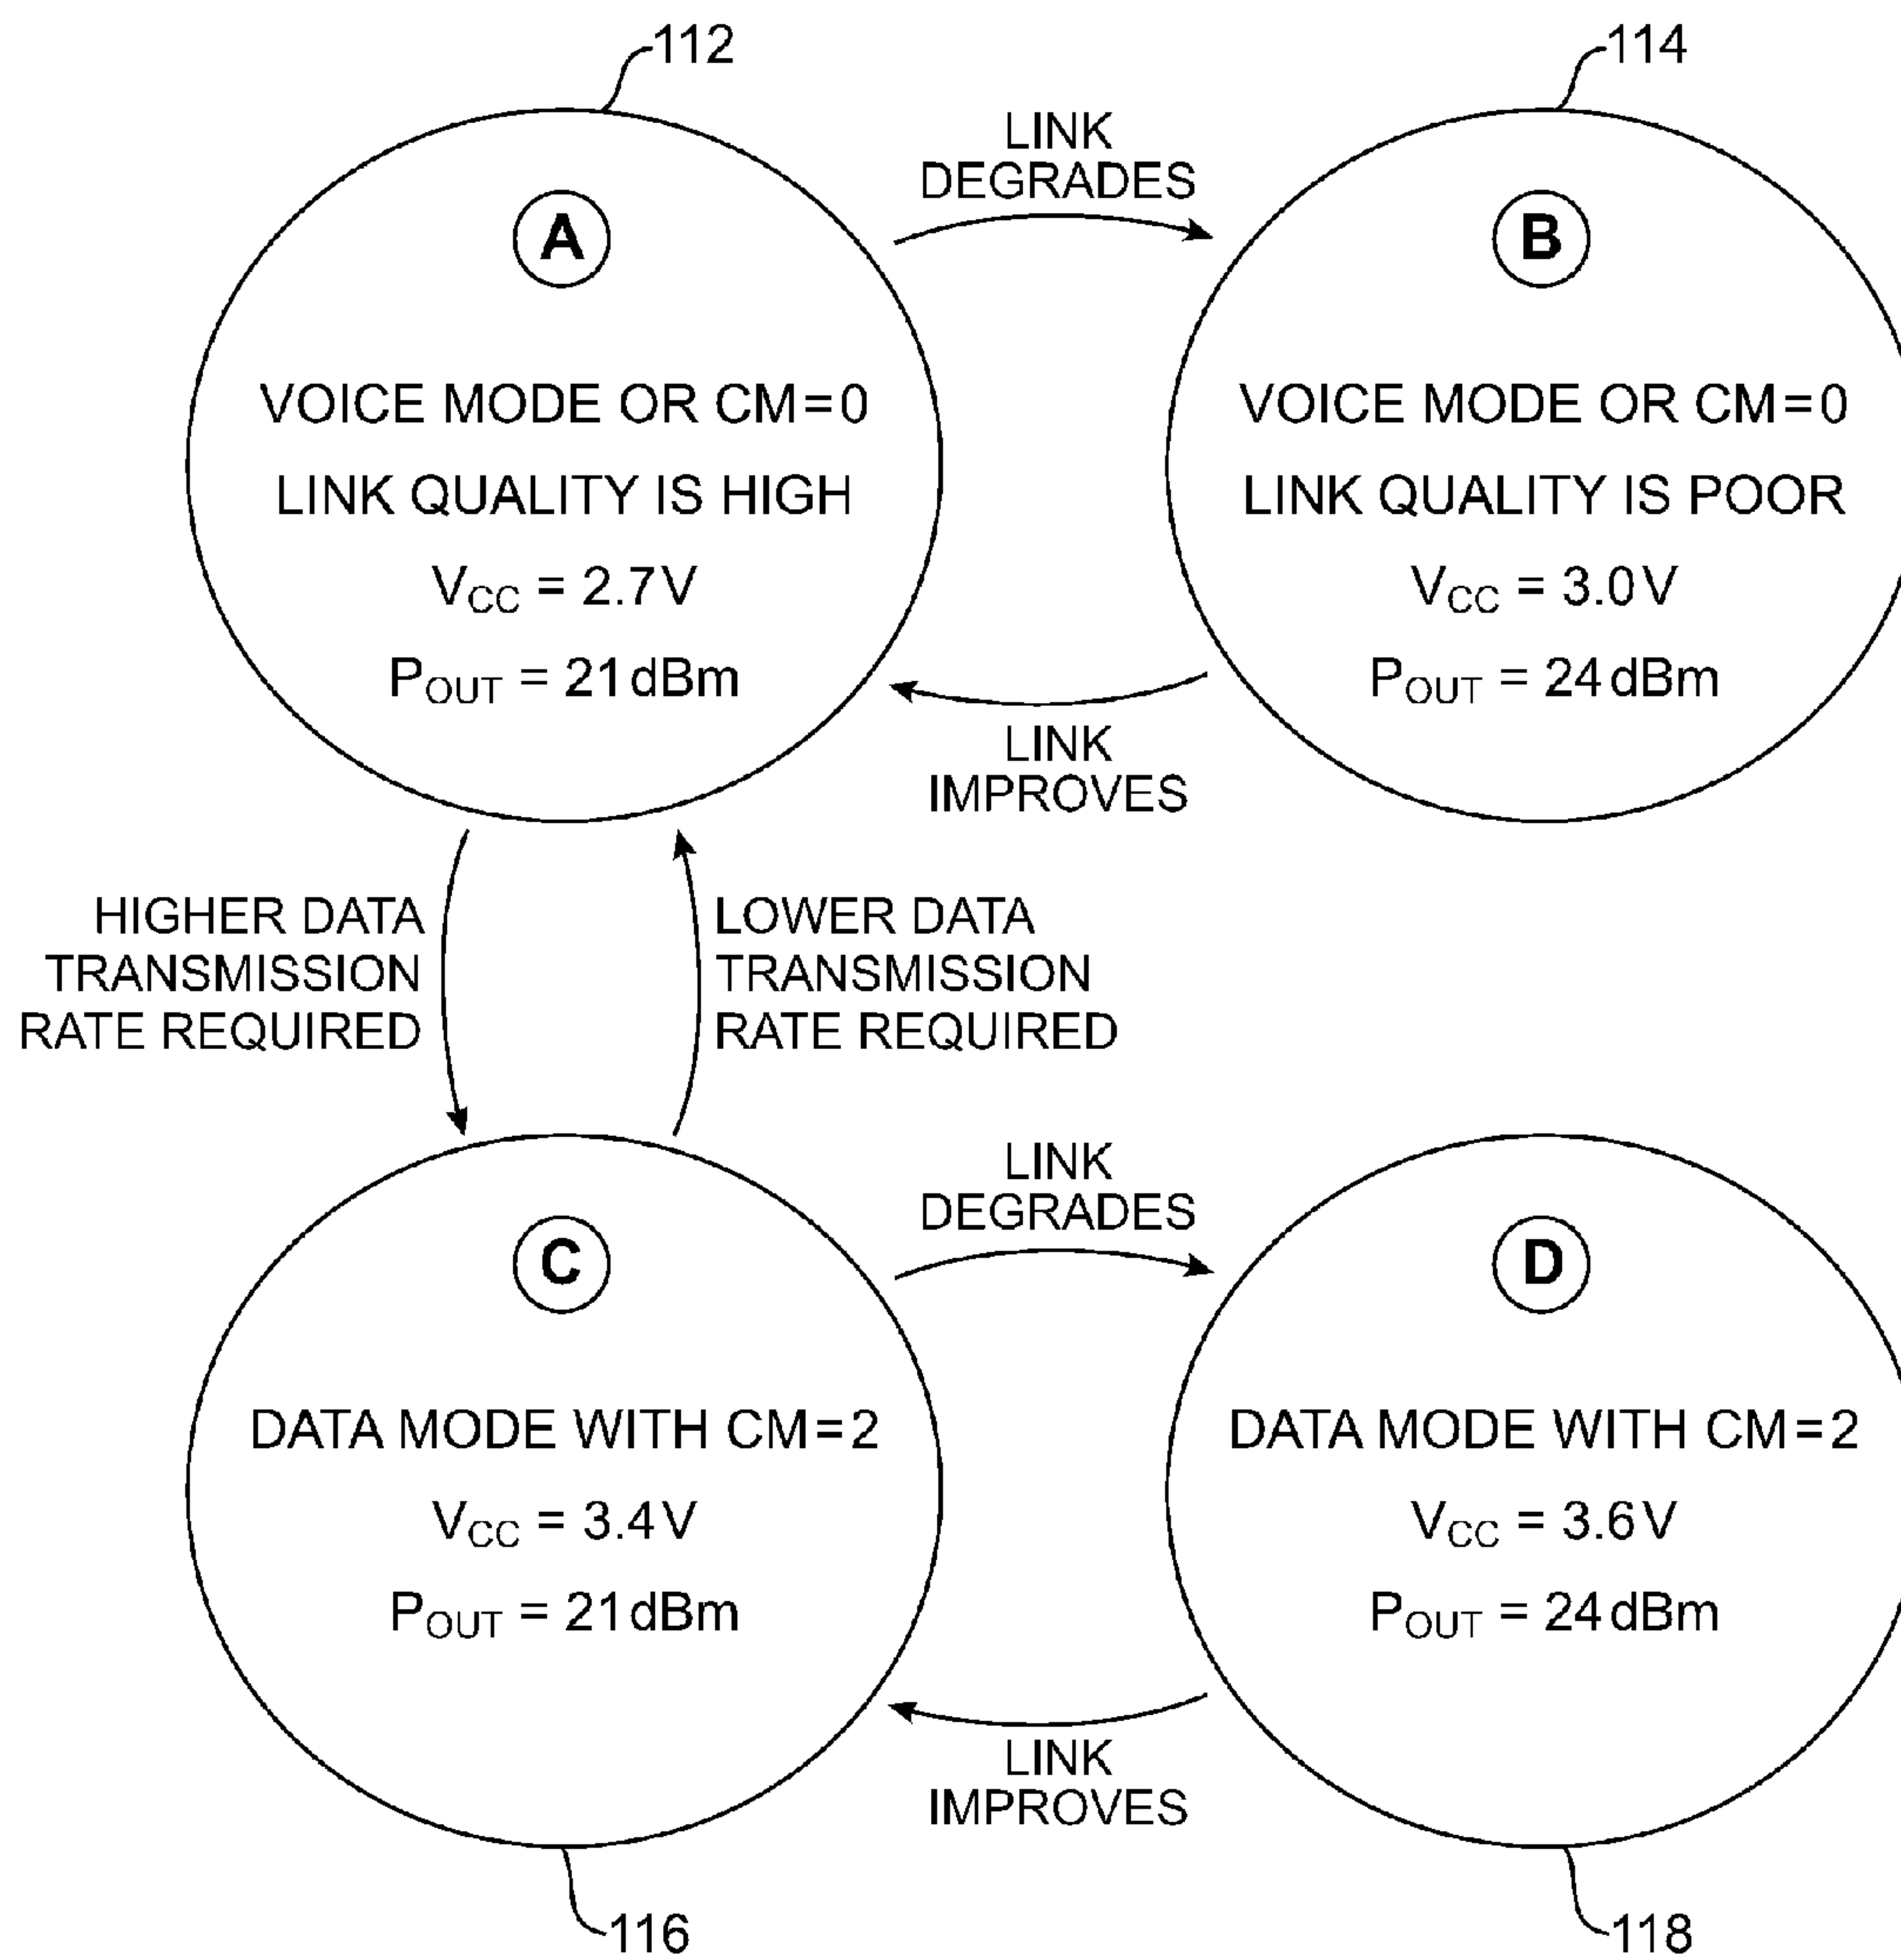 112
114
LINK
DEGRADES
A
B
VOICE MODE OR CM=0
LINK QUALITY IS HIGH
VCC = 2.7V
POUT = 21dBm
VOICE MODE OR CM=0
LINK QUALITY IS POOR
VCC = 3.0V
POUT = 24dBm
LINK
IMPROVES
HIGHER DATA
TRANSMISSION
RATE REQUIRED
LOWER DATA
TRANSMISSION
RATE REQUIRED
LINK
DEGRADES
C
D
DATA MODE WITH CM=2
VCC = 3.4V
POUT = 21dBm
DATA MODE WITH CM=2
VCC = 3.6V
POUT = 24dBm
LINK
IMPROVES
116
118